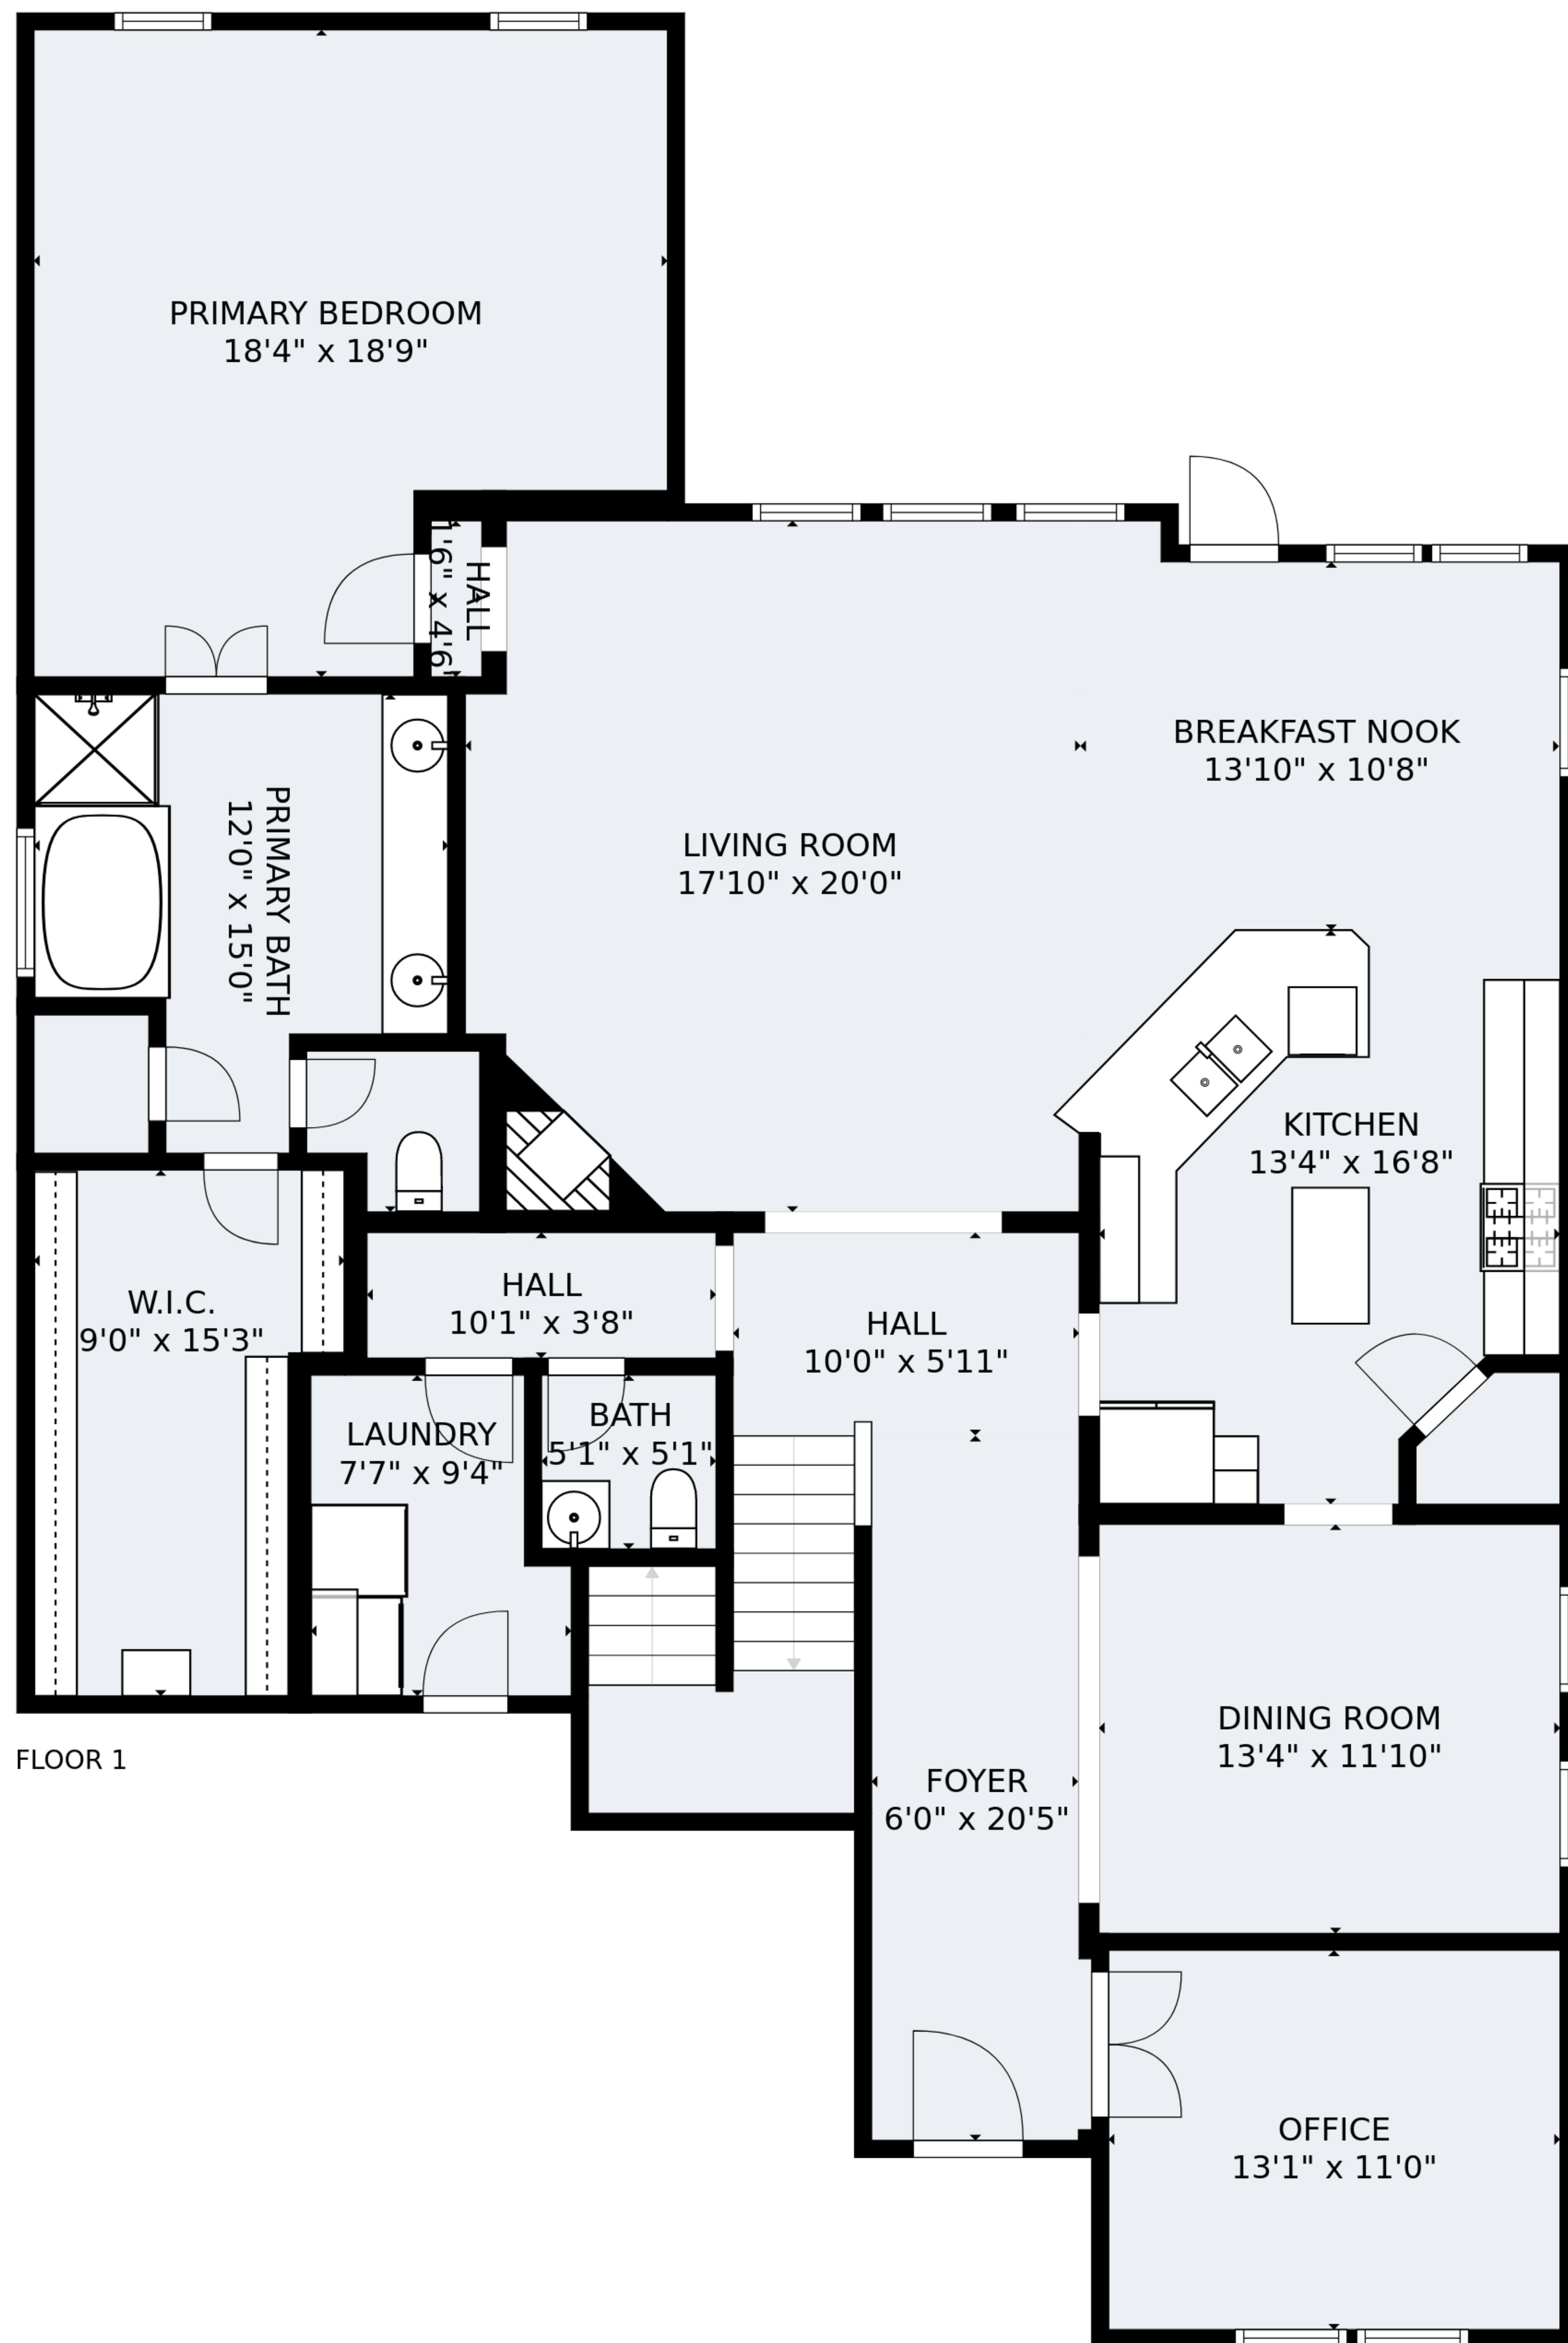 PRIMARY BEDROOM
18'4" x 18'9"
HALL
1'6" x 4'6"
BREAKFAST NOOK
13'10" x 10'8"
PRIMARY BATH
12'0" x 15'0"
LIVING ROOM
17'10" x 20'0"
KITCHEN
13'4" x 16'8"
W.I.C.
9'0" x 15'3"
HALL
10'1" x 3'8"
HALL
10'0" x 5'11"
LAUNDRY
7'7" x 9'4"
BATH
5'1" x 5'1"
DINING ROOM
13'4" x 11'10"
FLOOR 1
FOYER
6'0" x 20'5"
OFFICE
13'1" x 11'0"